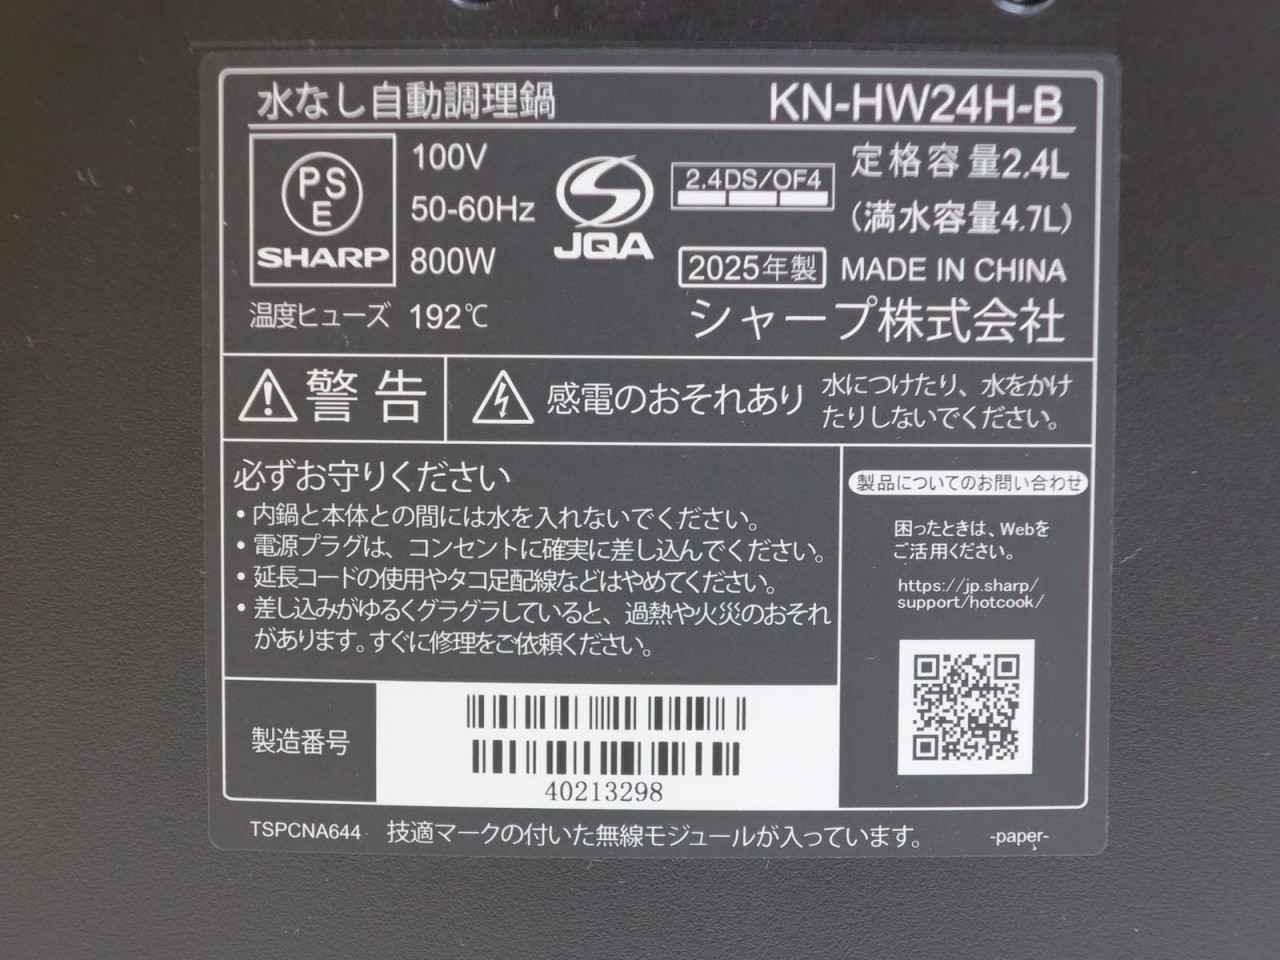 水なし自動調理鍋 KN-HW24H-B
PS
E
SHARP
100V
50-60Hz
800W
温度ヒューズ 192℃
JQA
2.4DS/OF4
定格容量2.4L
(満水容量4.7L)
2025年製 MADE IN CHINA
シャープ株式会社
警告
感電のおそれあり
水につけたり、水をかけ
たりしないでください。
必ずお守りください
・内鍋と本体との間には水を入れないでください。
・電源プラグは、コンセントに確実に差し込んでください。
・延長コードの使用やタコ足配線などはやめてください。
・差し込みがゆるくグラグラしていると、過熱や火災のおそれ
があります。すぐに修理をご依頼ください。
製品についてのお問い合わせ
困ったときは、Webを
ご活用ください。
https://jp.sharp/
support/hotcook/
製造番号
40213298
TSPCNA644 技適マークの付いた無線モジュールが入っています。 -paper-